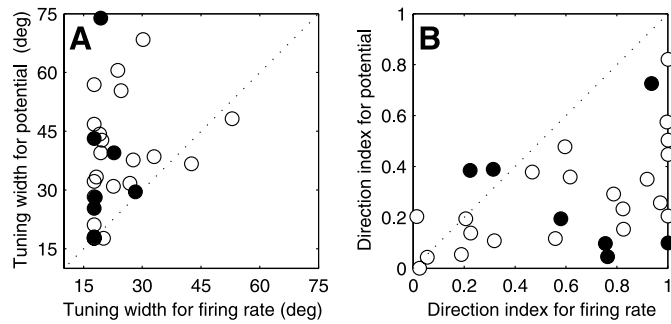 A
Tuning width for potential (deg)
75
60
45
30
15
15 30 45 60 75
Tuning width for firing rate (deg)
B
Direction index for potential
1
0.8
0.6
0.4
0.2
0
0 0.2 0.4 0.6 0.8 1
Direction index for firing rate